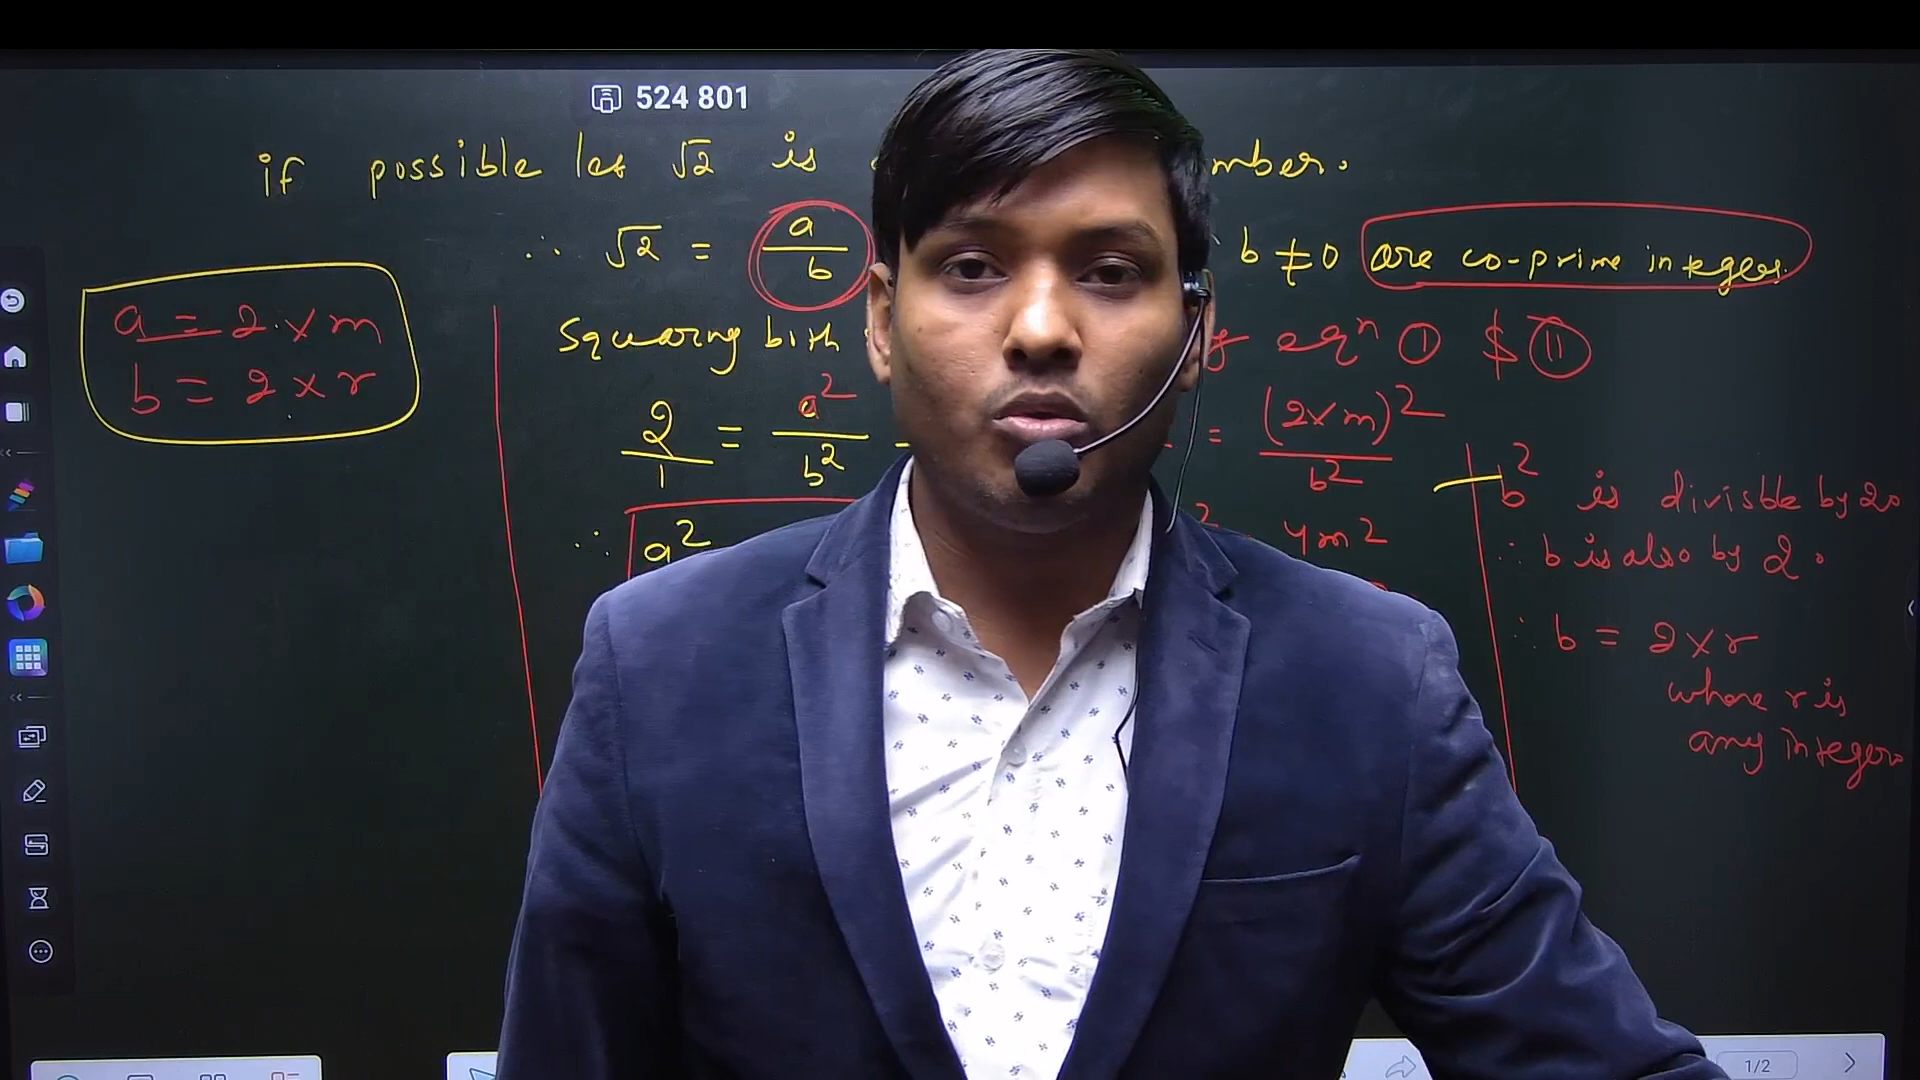 524 801
if possible let √2 is mber.
∴ √2 = a/b b ≠ 0 are co-prime integers.
a = 2 × m
b = 2 × r
Squaring both
2/1 = a²/b²
∴ a²
eqⁿ ① $ ⑪
= (2×m)²/b²
4m²
b² is divisble by 2.
∴ b is also by 2.
∴ b = 2 × r
where r is
any integer.
1/2